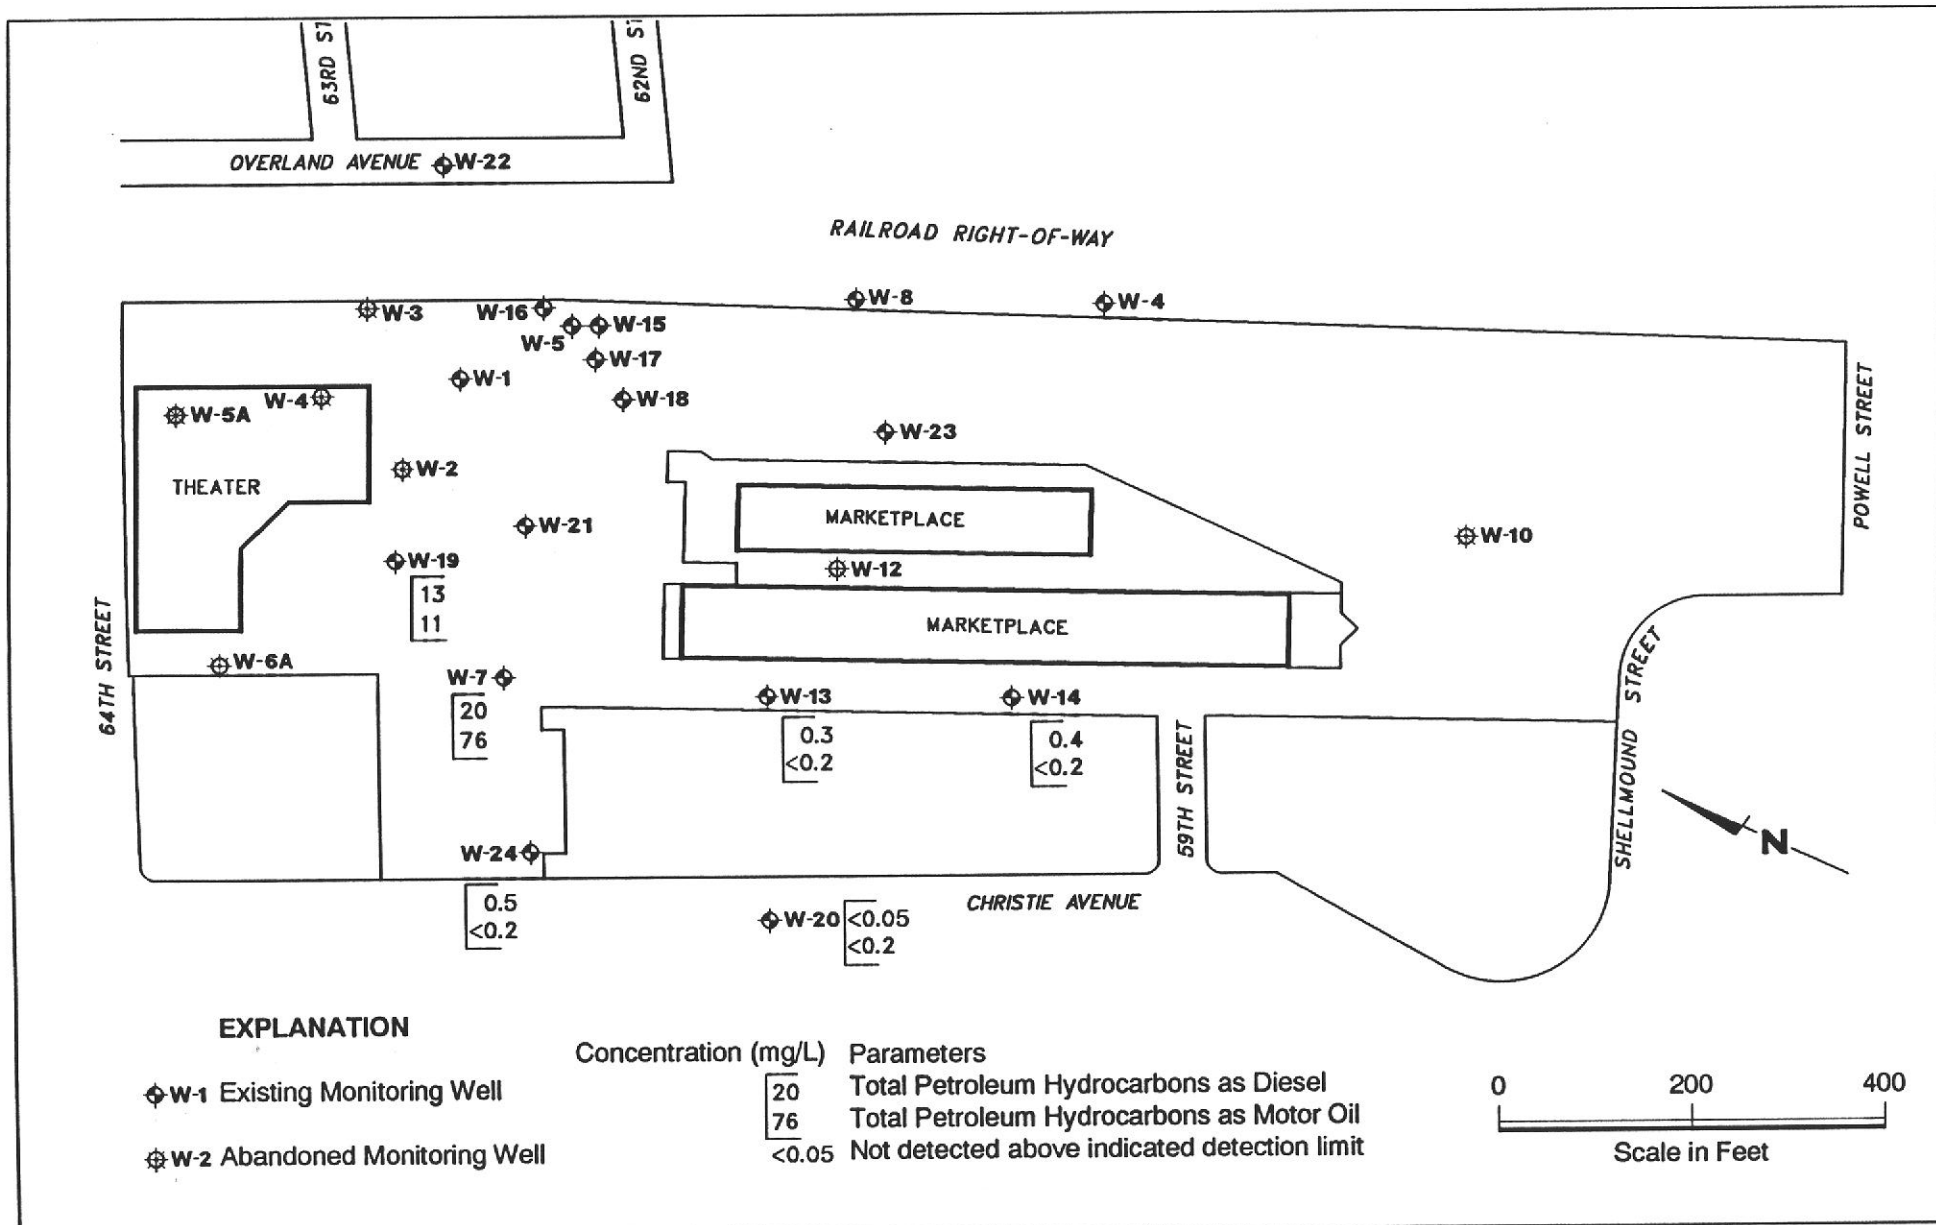 63RD ST
62ND ST
OVERLAND AVENUE
W-22
RAILROAD RIGHT-OF-WAY
W-3
W-16
W-8
W-4
W-5
W-15
W-17
W-1
W-18
W-5A
W-4
W-23
W-2
THEATER
MARKETPLACE
POWELL STREET
W-21
W-10
W-19
13
11
W-12
MARKETPLACE
64TH STREET
W-6A
W-7
20
76
W-13
0.3
<0.2
W-14
0.4
<0.2
59TH STREET
SHELLMOUND STREET
N
W-24
0.5
<0.2
W-20
<0.05
<0.2
CHRISTIE AVENUE
EXPLANATION
W-1 Existing Monitoring Well
W-2 Abandoned Monitoring Well
Concentration (mg/L) Parameters
20 Total Petroleum Hydrocarbons as Diesel
76 Total Petroleum Hydrocarbons as Motor Oil
<0.05 Not detected above indicated detection limit
0 200 400
Scale in Feet